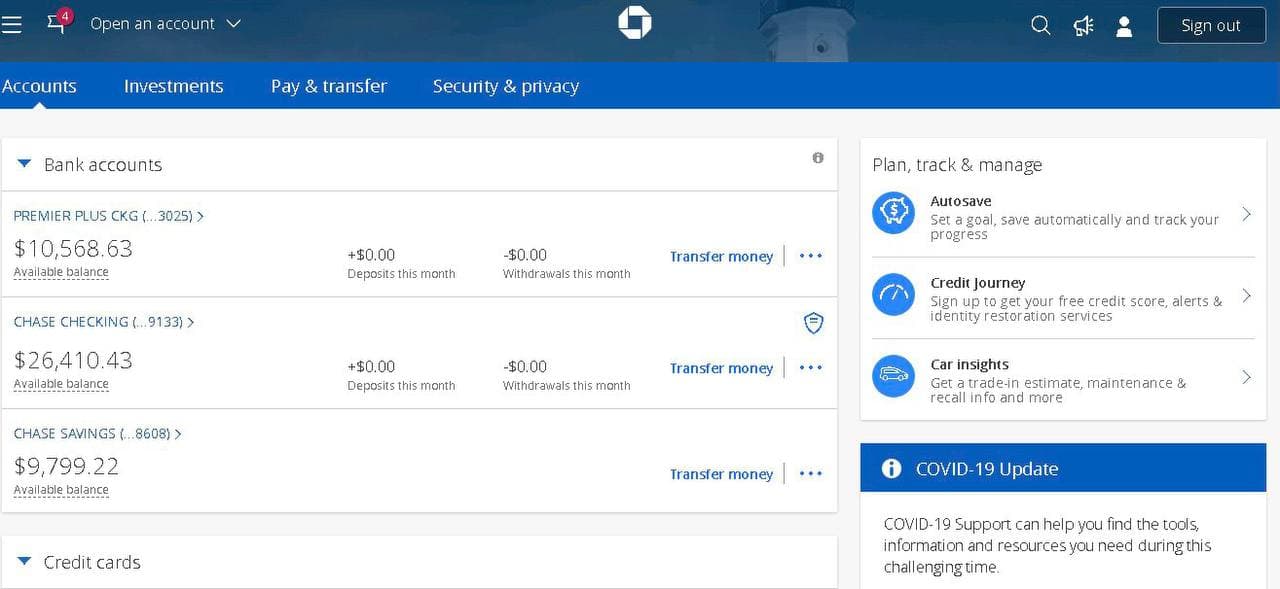 4
Open an account
Sign out
Accounts Investments Pay & transfer Security & privacy
Bank accounts
PREMIER PLUS CKG (...3025)
$10,568.63
Available balance
+$0.00
Deposits this month
-$0.00
Withdrawals this month
Transfer money
CHASE CHECKING (...9133)
$26,410.43
Available balance
+$0.00
Deposits this month
-$0.00
Withdrawals this month
Transfer money
CHASE SAVINGS (...8608)
$9,799.22
Available balance
Transfer money
Credit cards
Plan, track & manage
Autosave
Set a goal, save automatically and track your
progress
Credit Journey
Sign up to get your free credit score, alerts &
identity restoration services
Car insights
Get a trade-in estimate, maintenance &
recall info and more
COVID-19 Update
COVID-19 Support can help you find the tools,
information and resources you need during this
challenging time.